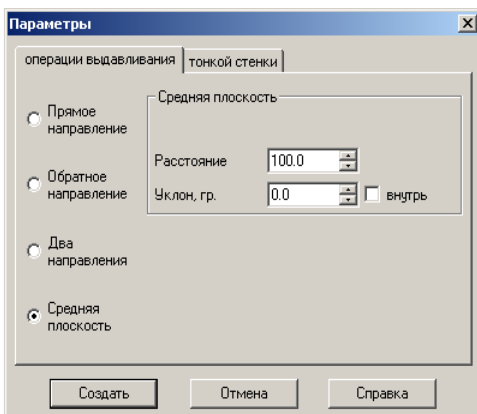 Параметры
операции выдавливания тонкой стенки
Прямое
направление
Обратное
направление
Два
направления
Средняя
плоскость
Средняя плоскость
Расстояние 100.0
Уклон, гр. 0.0 внутрь
Создать Отмена Справка